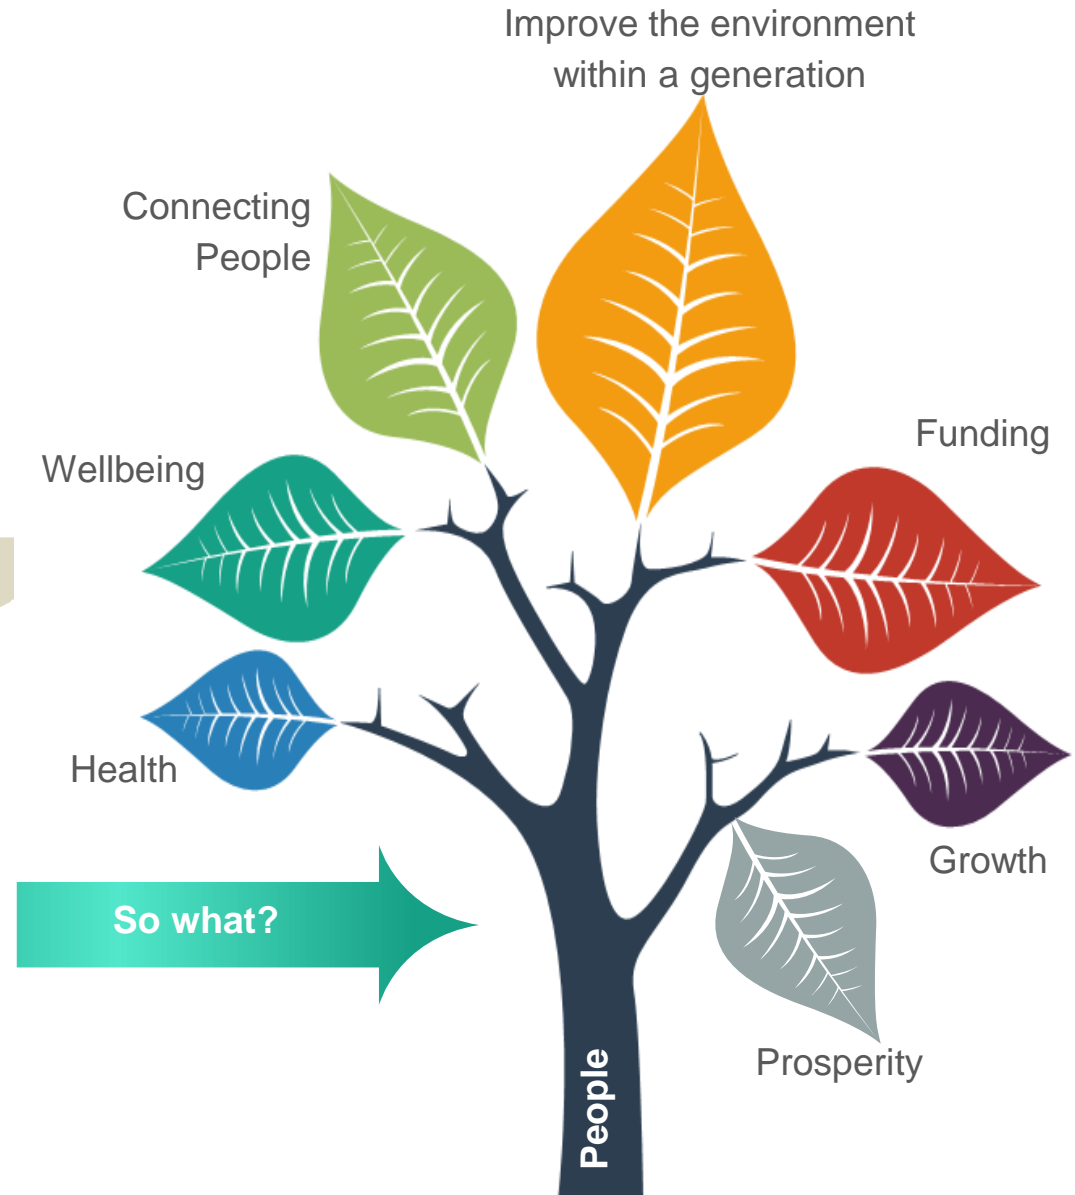 Improve the environment
within a generation
Connecting
People
Funding
Wellbeing
Health
Growth
So what?
Prosperity
People